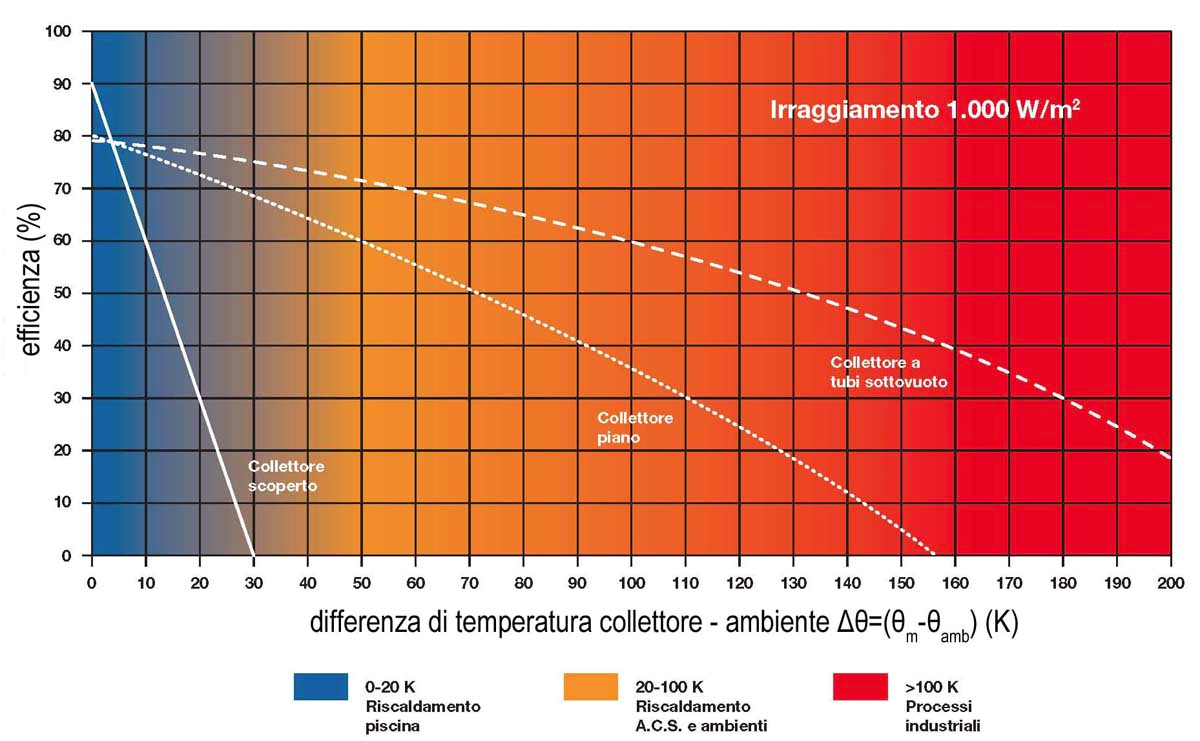 100
90
80
70
60
50
40
30
20
10
0
efficienza (%)
Irraggiamento 1.000 W/m²
Collettore a
tubi sottovuoto
Collettore
piano
Collettore
scoperto
0 10 20 30 40 50 60 70 80 90 100 110 120 130 140 150 160 170 180 190 200
differenza di temperatura collettore - ambiente Δθ=(θm-θamb) (K)
0-20 K
Riscaldamento
piscina
20-100 K
Riscaldamento
A.C.S. e ambienti
>100 K
Processi
industriali